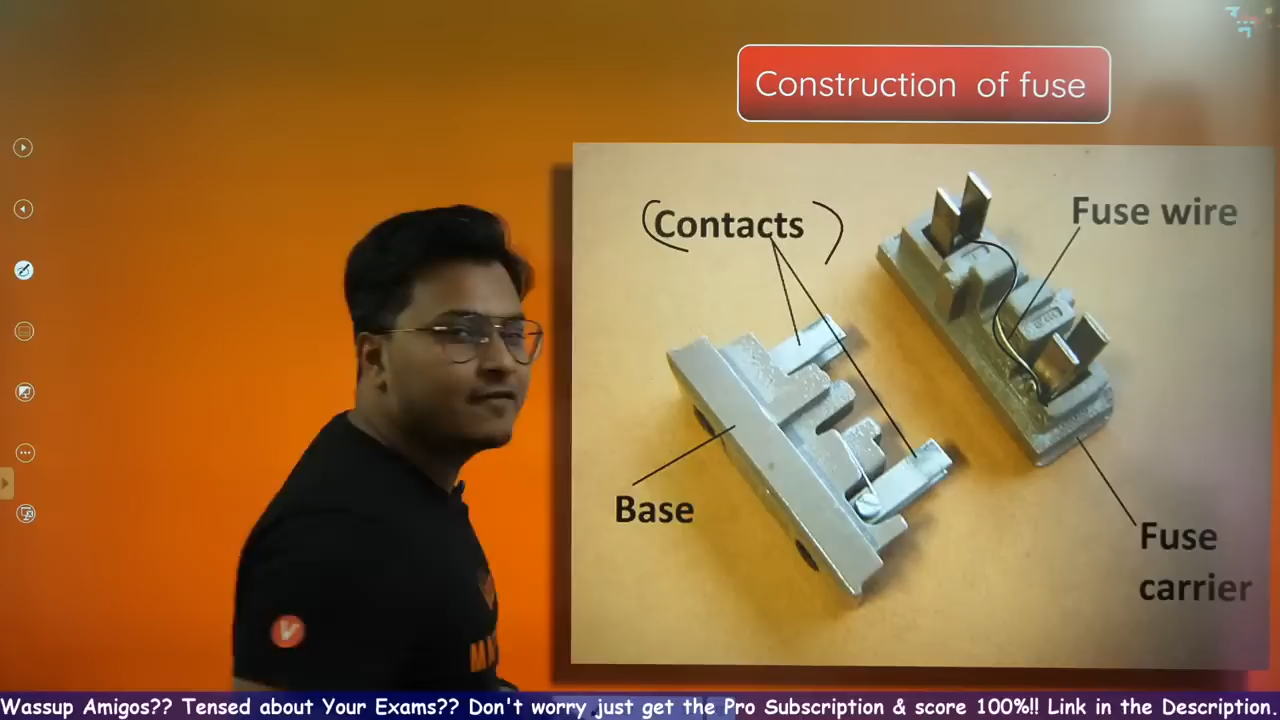 Construction of fuse
Contacts
Fuse wire
Base
Fuse
carrier
V
Wassup Amigos?? Tensed about Your Exams?? Don't worry just get the Pro Subscription & score 100%!! Link in the Description.